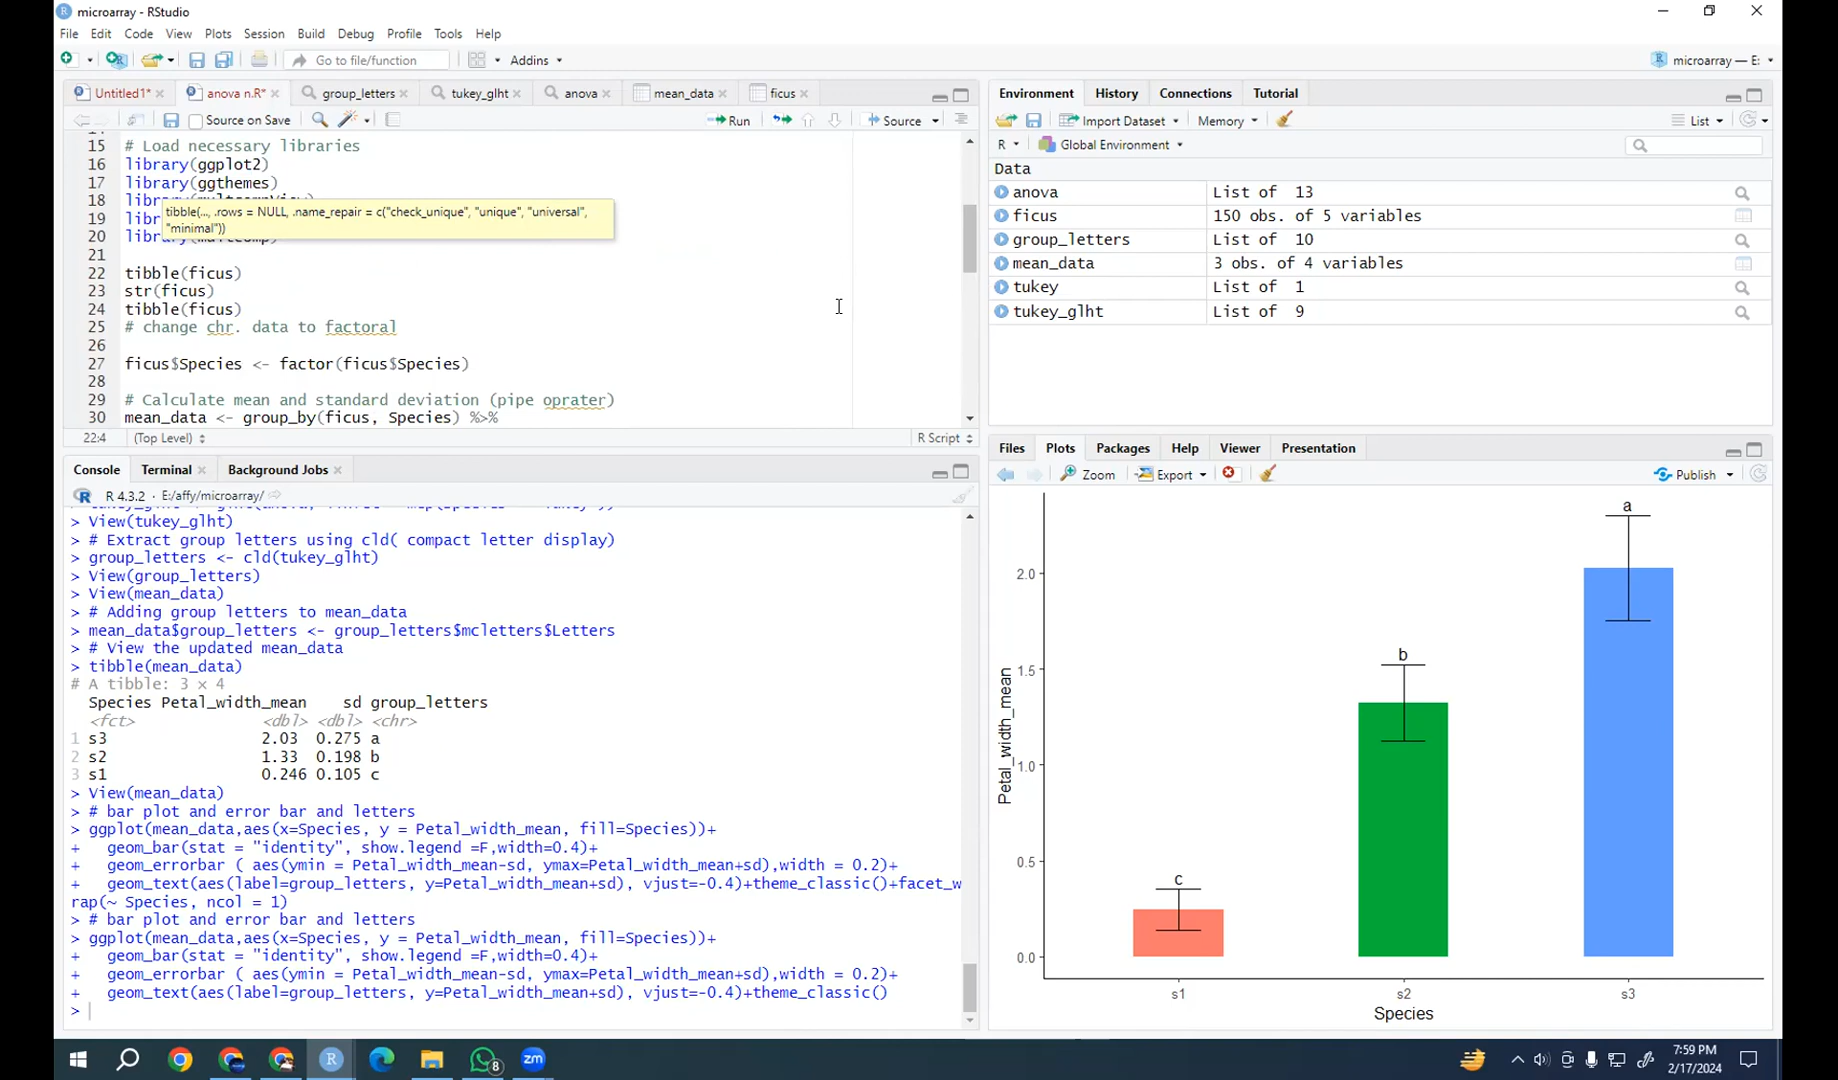 microarray - RStudio
File Edit Code View Plots Session Build Debug Profile Tools Help
Go to file/function Addins
microarray — E:
Untitled1* anova n.R* group_letters tukey_glht anova mean_data ficus
Source on Save Run Source
15 # Load necessary libraries
16 library(ggplot2)
17 library(ggthemes)
18
tibble(..., .rows = NULL, .name_repair = c("check_unique", "unique", "universal",
"minimal"))
19
20
21
22 tibble(ficus)
23 str(ficus)
24 tibble(ficus)
25 # change chr. data to factoral
26
27 ficus$Species <- factor(ficus$Species)
28
29 # Calculate mean and standard deviation (pipe oprater)
30 mean_data <- group_by(ficus, Species) %>%
22:4 (Top Level) R Script
Console Terminal Background Jobs
R 4.3.2 · E:/affy/microarray/
> View(tukey_glht)
> # Extract group letters using cld( compact letter display)
> group_letters <- cld(tukey_glht)
> View(group_letters)
> View(mean_data)
> # Adding group letters to mean_data
> mean_data$group_letters <- group_letters$mcletters$Letters
> # View the updated mean_data
> tibble(mean_data)
# A tibble: 3 × 4
Species Petal_width_mean sd group_letters
<fct> <dbl> <dbl> <chr>
1 s3 2.03 0.275 a
2 s2 1.33 0.198 b
3 s1 0.246 0.105 c
> View(mean_data)
> # bar plot and error bar and letters
> ggplot(mean_data,aes(x=Species, y = Petal_width_mean, fill=Species))+
+ geom_bar(stat = "identity", show.legend =F,width=0.4)+
+ geom_errorbar ( aes(ymin = Petal_width_mean-sd, ymax=Petal_width_mean+sd),width = 0.2)+
+ geom_text(aes(label=group_letters, y=Petal_width_mean+sd), vjust=-0.4)+theme_classic()+facet_w
rap(~ Species, ncol = 1)
> # bar plot and error bar and letters
> ggplot(mean_data,aes(x=Species, y = Petal_width_mean, fill=Species))+
+ geom_bar(stat = "identity", show.legend =F,width=0.4)+
+ geom_errorbar ( aes(ymin = Petal_width_mean-sd, ymax=Petal_width_mean+sd),width = 0.2)+
+ geom_text(aes(label=group_letters, y=Petal_width_mean+sd), vjust=-0.4)+theme_classic()
>
Environment History Connections Tutorial
Import Dataset Memory List
R Global Environment
Data
anova List of 13
ficus 150 obs. of 5 variables
group_letters List of 10
mean_data 3 obs. of 4 variables
tukey List of 1
tukey_glht List of 9
Files Plots Packages Help Viewer Presentation
Zoom Export Publish
a
2.0
b
1.5
Petal_width_mean
1.0
c
0.5
0.0
s1 s2 s3
Species
8 zm
7:59 PM
2/17/2024